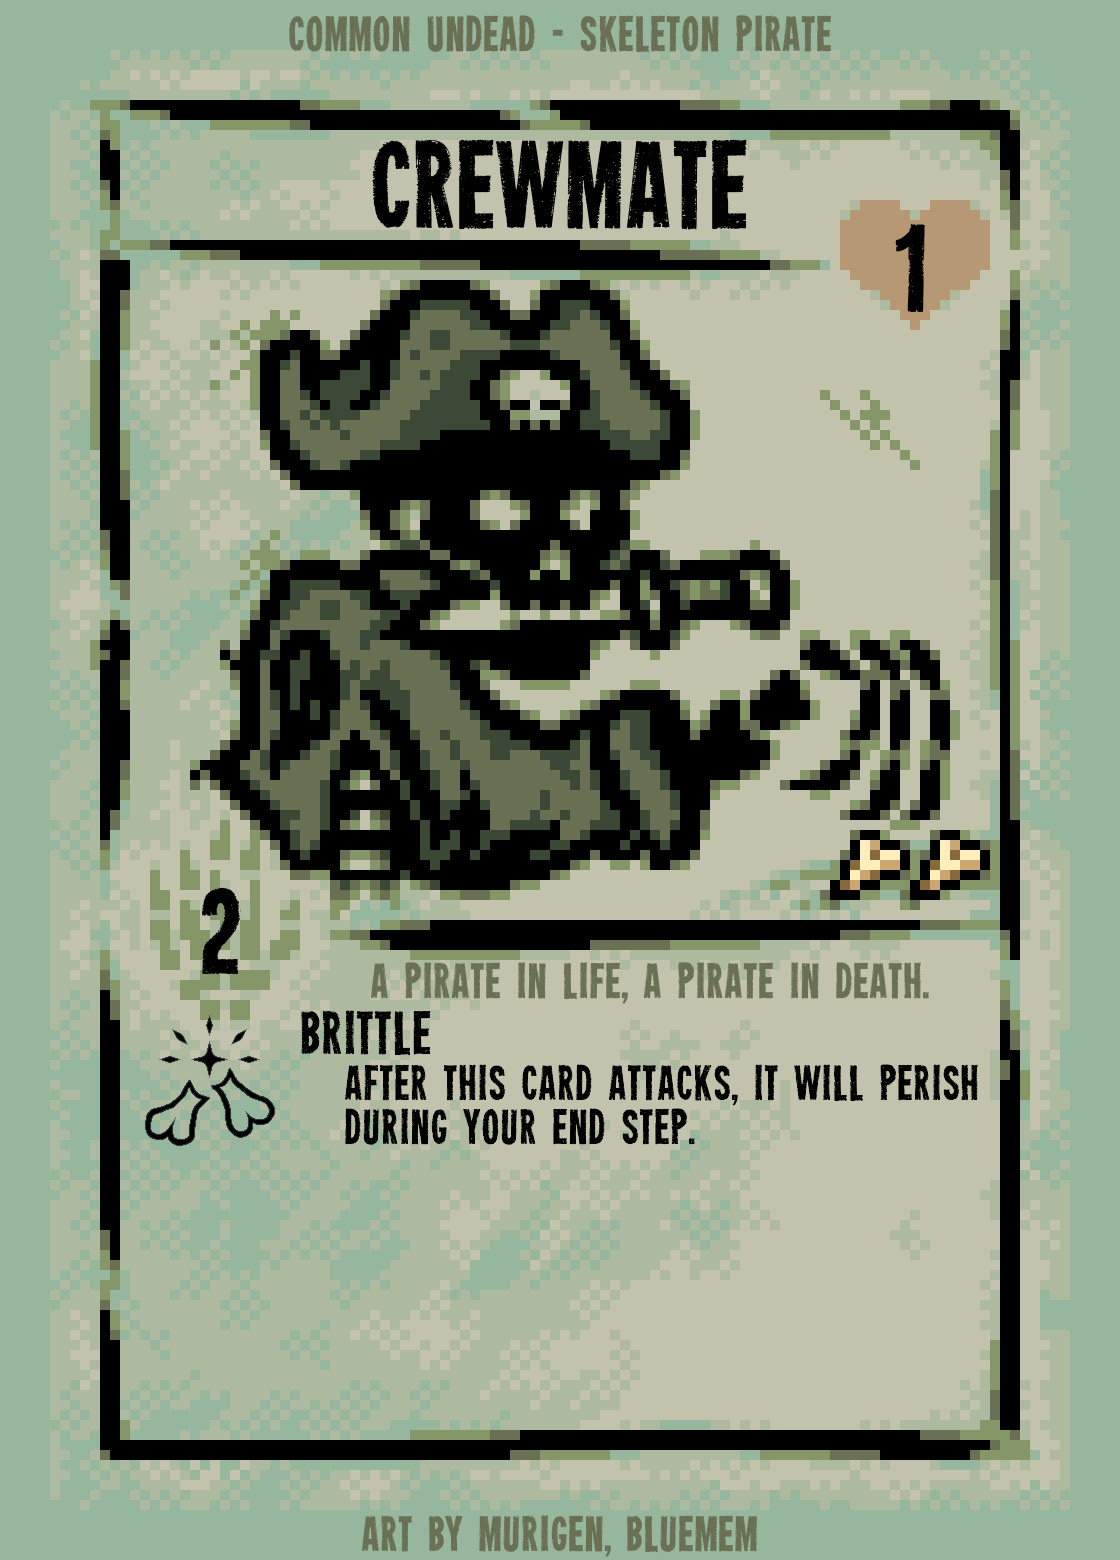 COMMON UNDEAD - SKELETON PIRATE
CREWMATE
1
2
A PIRATE IN LIFE, A PIRATE IN DEATH.
BRITTLE
AFTER THIS CARD ATTACKS, IT WILL PERISH
DURING YOUR END STEP.
ART BY MURIGEN, BLUEMEM